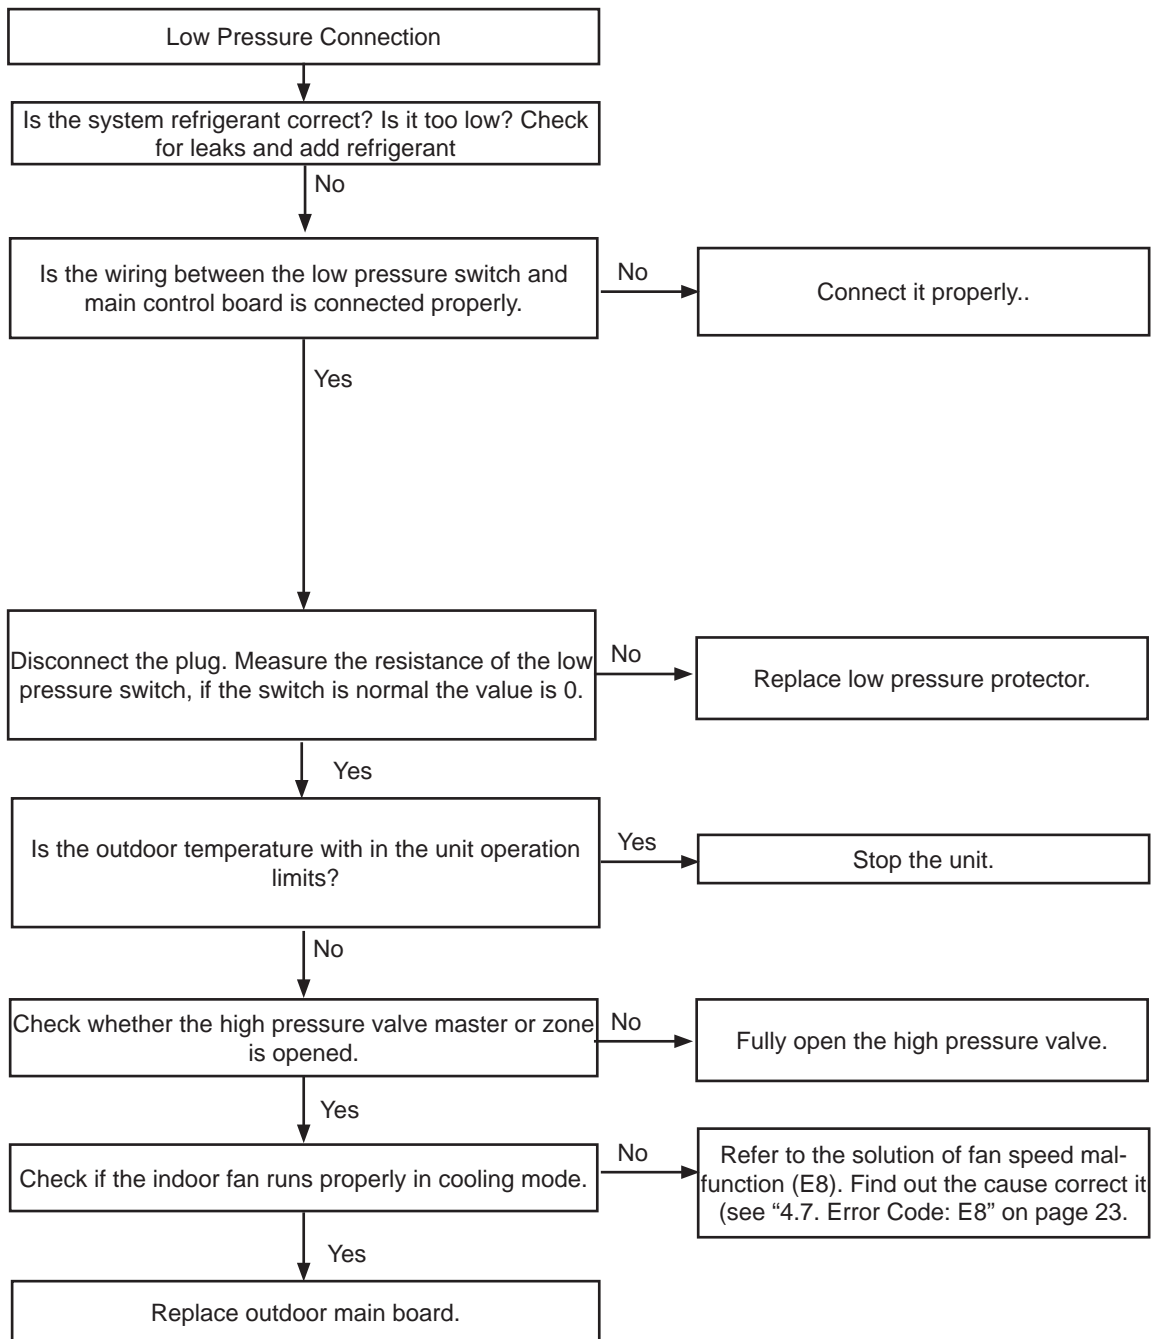 Low Pressure Connection
Is the system refrigerant correct? Is it too low? Check
for leaks and add refrigerant
No
Is the wiring between the low pressure switch and
main control board is connected properly.
No
Connect it properly..
Yes
Disconnect the plug. Measure the resistance of the low
pressure switch, if the switch is normal the value is 0.
No
Replace low pressure protector.
Yes
Is the outdoor temperature with in the unit operation
limits?
Yes
Stop the unit.
No
Check whether the high pressure valve master or zone
is opened.
No
Fully open the high pressure valve.
Yes
Check if the indoor fan runs properly in cooling mode.
No
Refer to the solution of fan speed mal-
function (E8). Find out the cause correct it
(see “4.7. Error Code: E8” on page 23.
Yes
Replace outdoor main board.